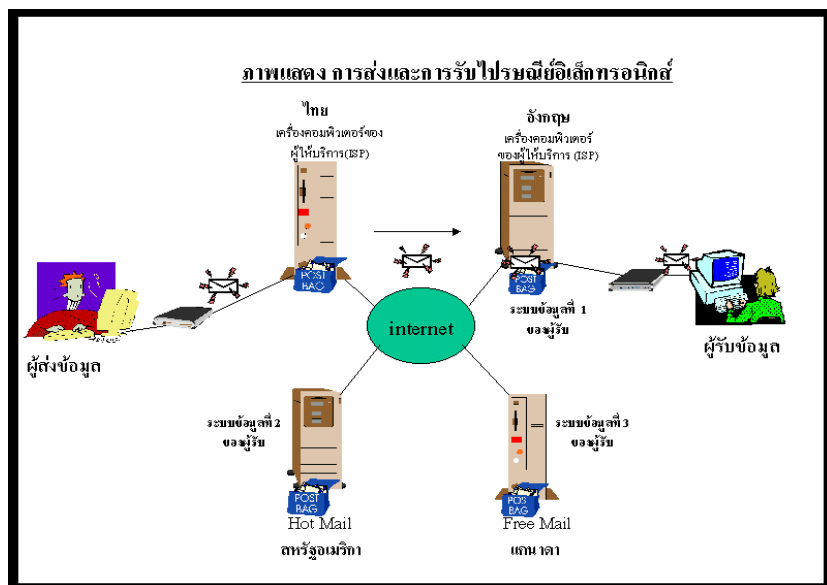 ภาพแสดง การส่งและการรับไปรษณีย์อิเล็กทรอนิกส์
ไทย
เครื่องคอมพิวเตอร์ของ
ผู้ให้บริการ(ISP)
อังกฤษ
เครื่องคอมพิวเตอร์
ของผู้ให้บริการ (ISP)
POST
BAG
POST
BAG
ระบบข้อมูลที่ 1
ของผู้รับ
internet
ผู้ส่งข้อมูล
ผู้รับข้อมูล
ระบบข้อมูลที่ 2
ของผู้รับ
ระบบข้อมูลที่ 3
ของผู้รับ
POST
BAG
POS
BAG
Hot Mail
สหรัฐอเมริกา
Free Mail
แคนาดา